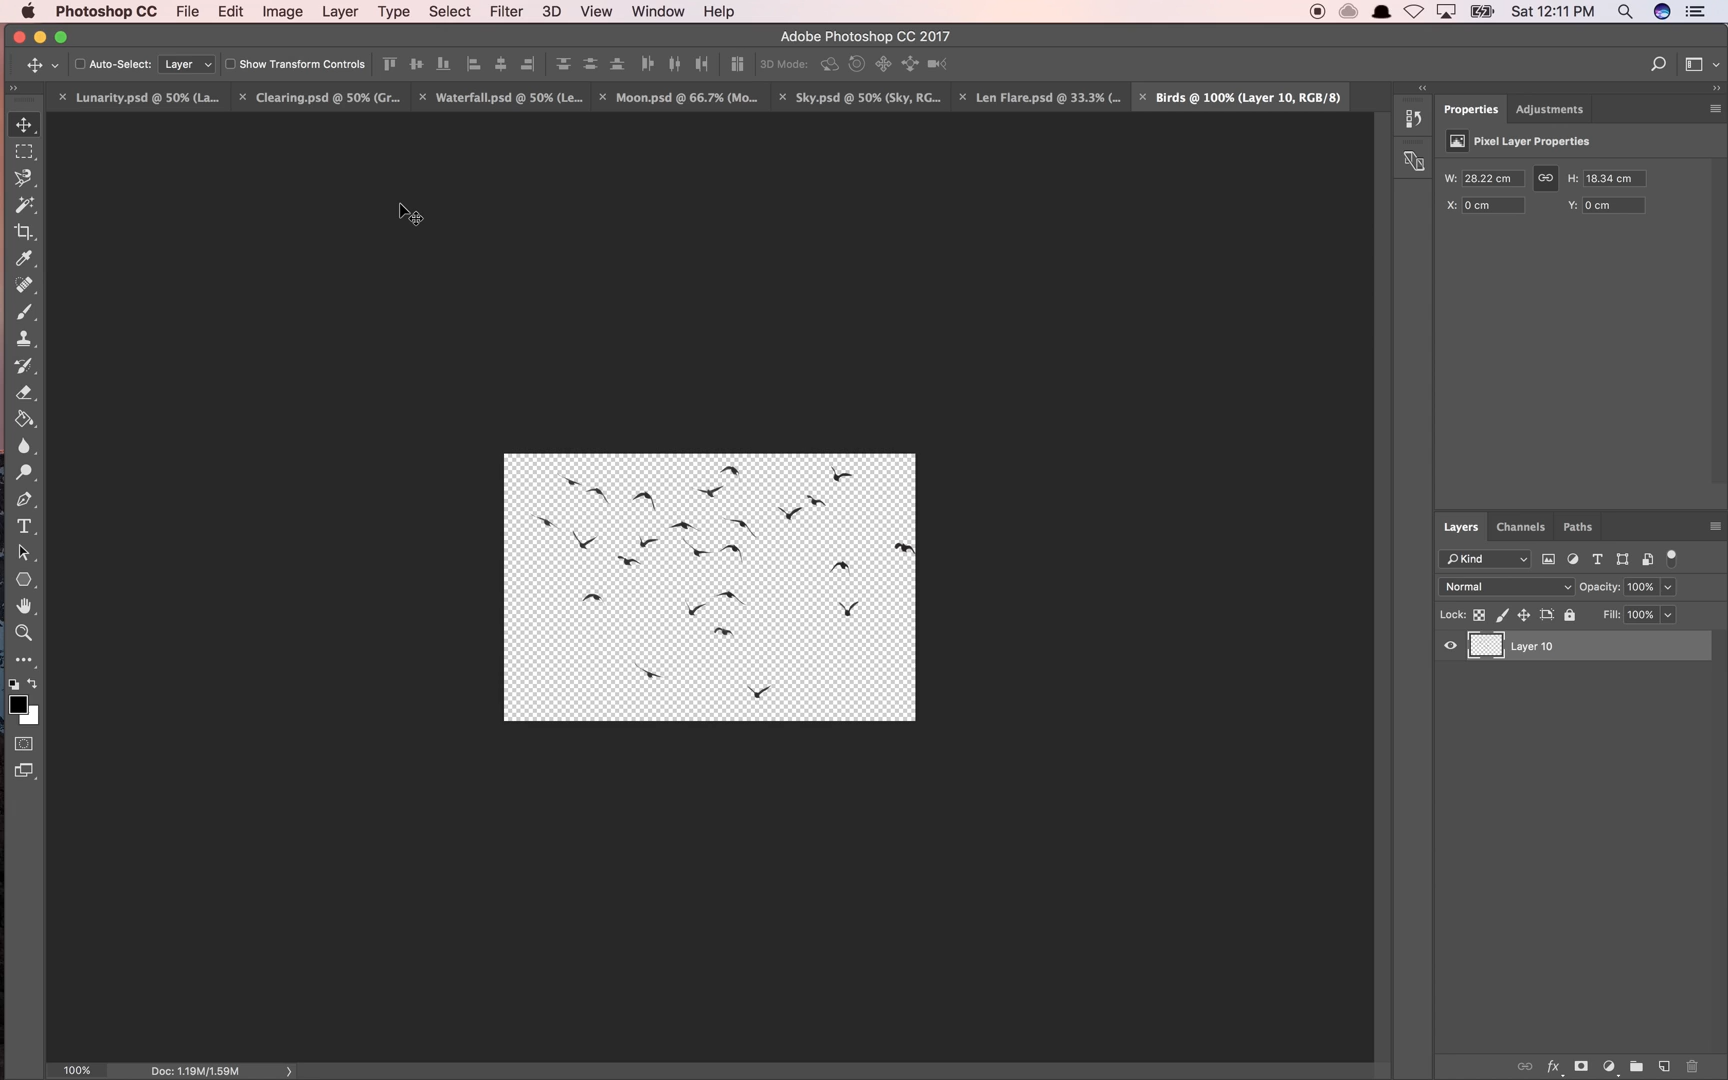 Photoshop CC File Edit Image Layer Type Select Filter 3D View Window Help Sat 12:11 PM
Adobe Photoshop CC 2017
Auto-Select: Layer Show Transform Controls 3D Mode:
Lunarity.psd @ 50% (La... Clearing.psd @ 50% (Gr... Waterfall.psd @ 50% (Le... Moon.psd @ 66.7% (Mo... Sky.psd @ 50% (Sky, RG... Len Flare.psd @ 33.3% (... Birds @ 100% (Layer 10, RGB/8)
Properties Adjustments
Pixel Layer Properties
W: 28.22 cm H: 18.34 cm
X: 0 cm Y: 0 cm
Layers Channels Paths
Kind
Normal Opacity: 100%
Lock: Fill: 100%
Layer 10
100% Doc: 1.19M/1.59M